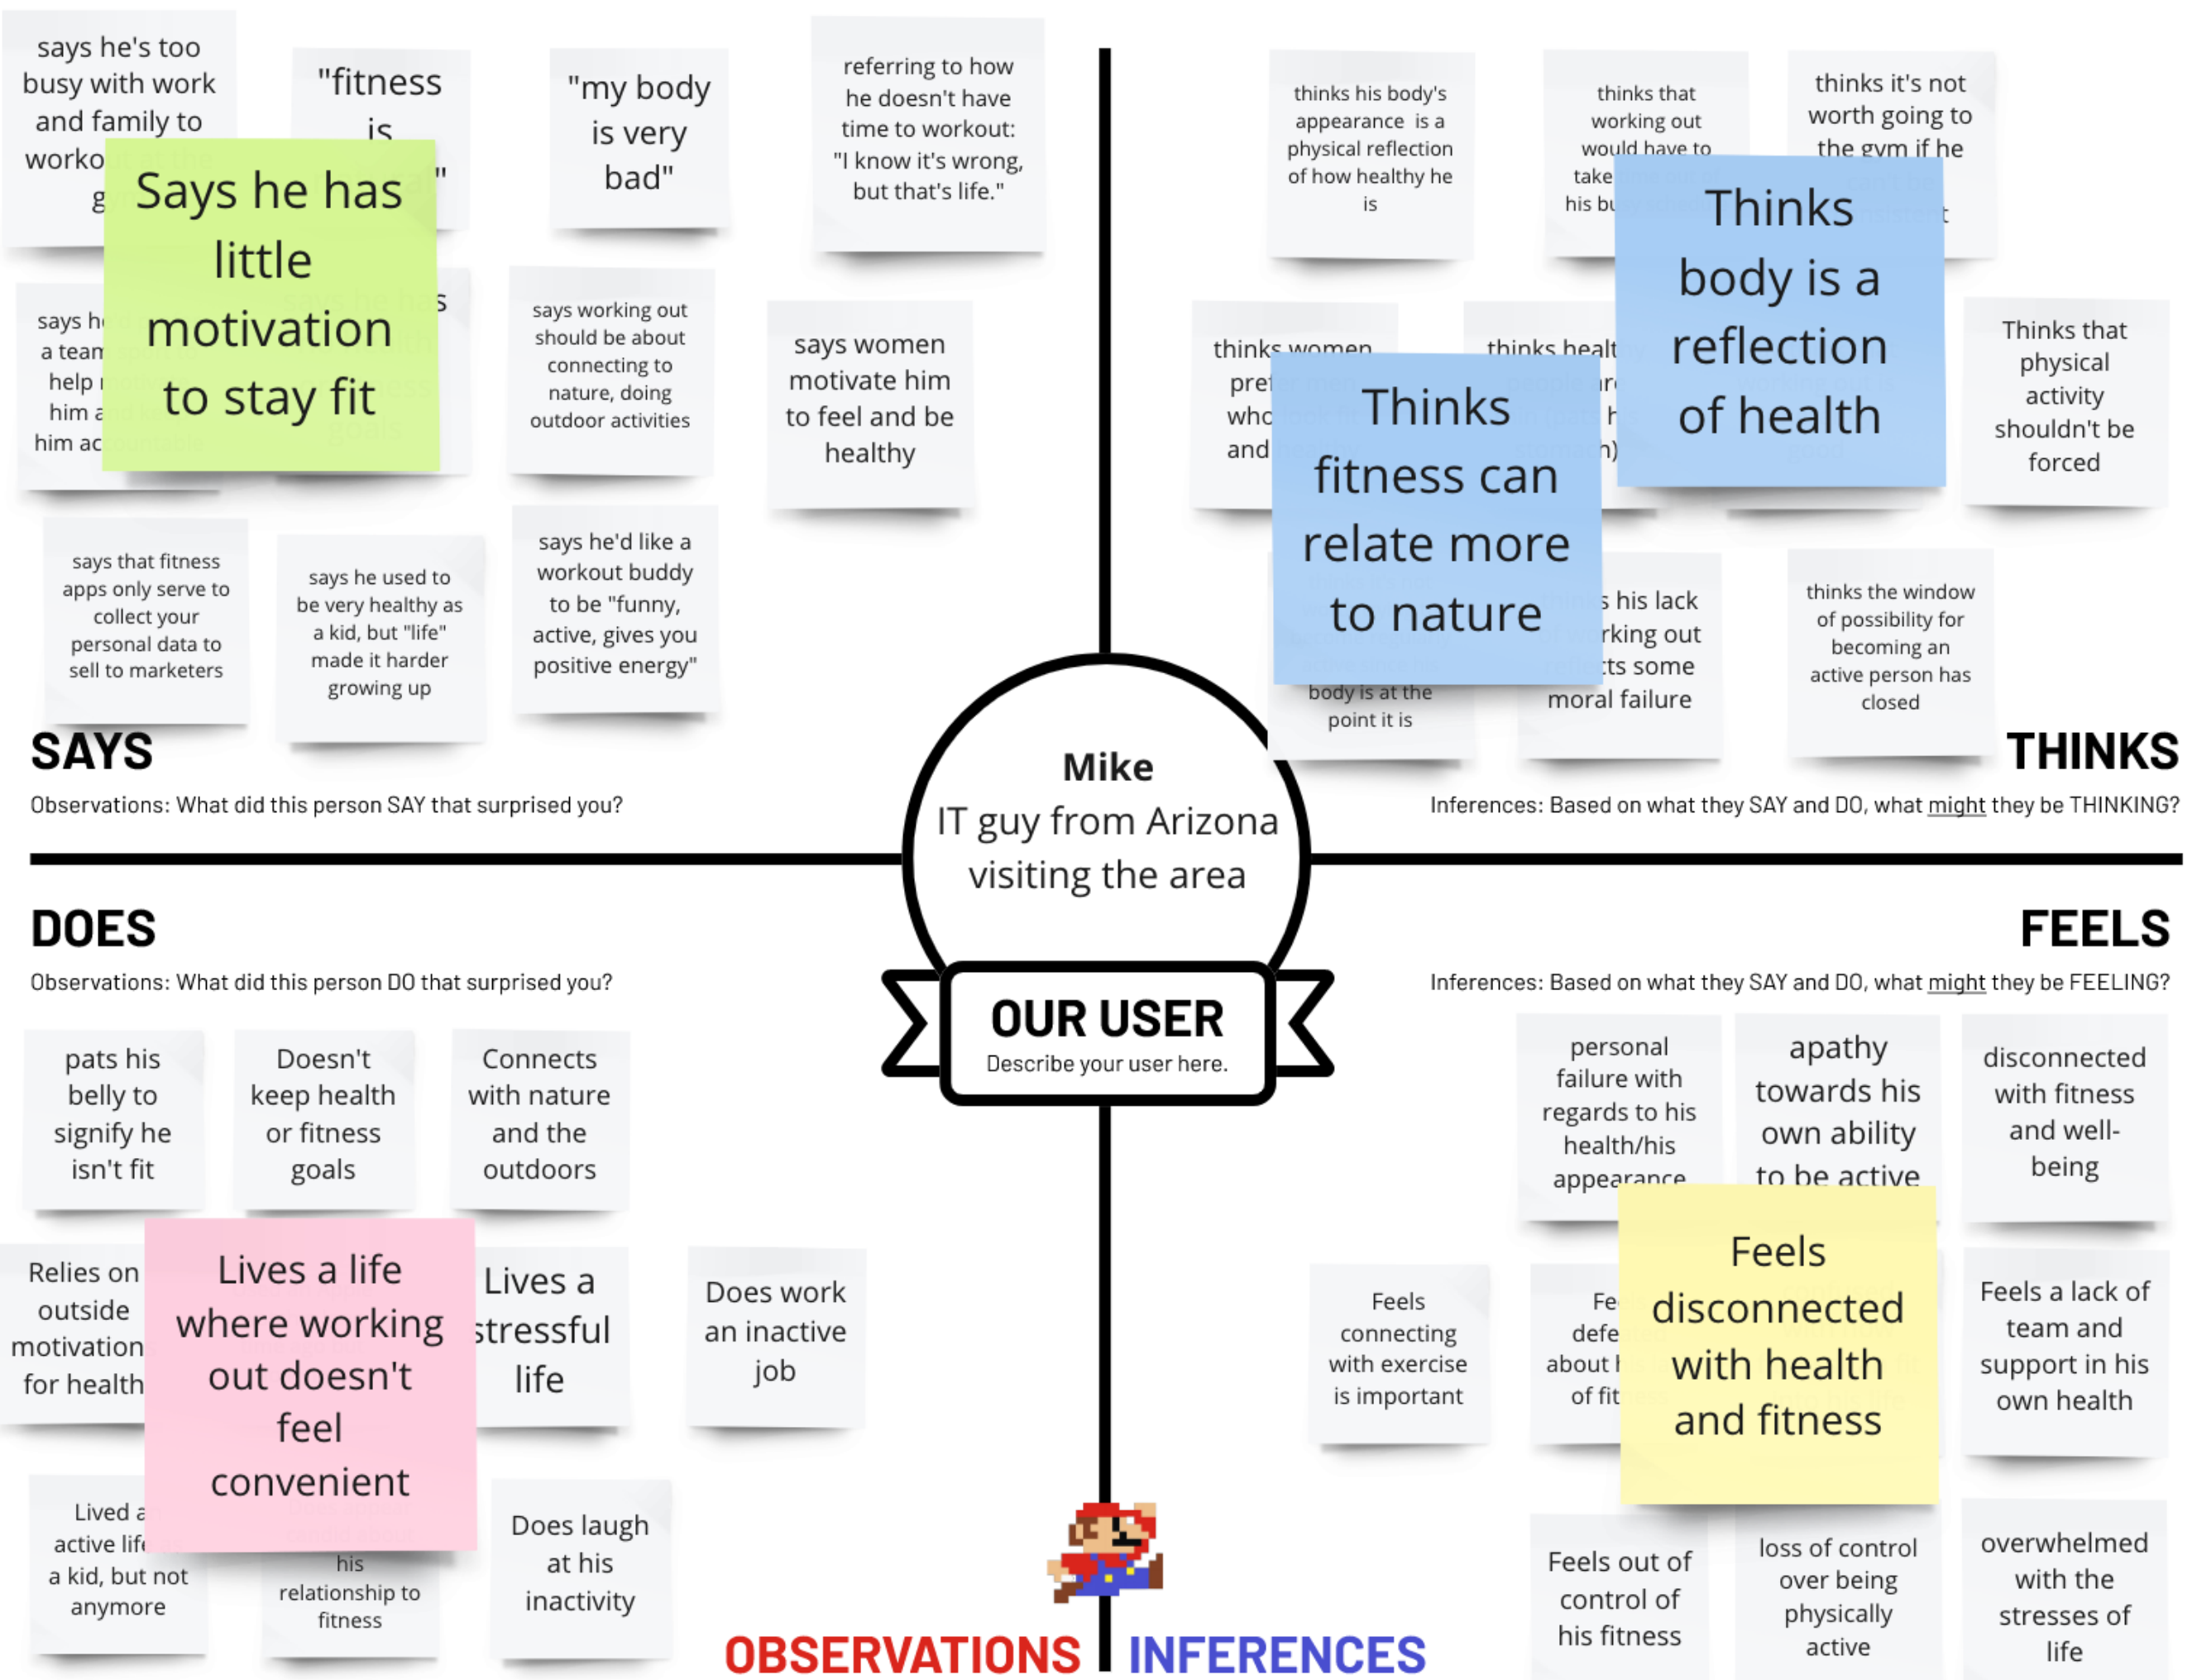 says he's too
busy with work
and family to
"fitness
is
"my body
is very
bad"
referring to how
he doesn't have
time to workout:
"I know it's wrong,
but that's life."
Says he has
little
motivation
to stay fit
says
a team
help
him
him
says working out
should be about
connecting to
nature, doing
outdoor activities
says women
motivate him
to feel and be
healthy
says that fitness
apps only serve to
collect your
personal data to
sell to marketers
says he used to
be very healthy as
a kid, but "life"
made it harder
growing up
says he'd like a
workout buddy
to be "funny,
active, gives you
positive energy"
SAYS
Observations: What did this person SAY that surprised you?
thinks his body's
appearance is a
physical reflection
of how healthy he
is
thinks that
working out
would have to
take
his
thinks it's not
worth going to
the gym if he
Thinks
body is a
reflection
of health
thinks women
who
and
thinks
Thinks
fitness can
relate more
to nature
Thinks that
physical
activity
shouldn't be
forced
body is at the
point it is
his lack
working out
some
moral failure
thinks the window
of possibility for
becoming an
active person has
closed
THINKS
Inferences: Based on what they SAY and DO, what might they be THINKING?
Mike
IT guy from Arizona
visiting the area
OUR USER
Describe your user here.
DOES
Observations: What did this person DO that surprised you?
pats his
belly to
signify he
isn't fit
Doesn't
keep health
or fitness
goals
Connects
with nature
and the
outdoors
Relies on
outside
motivation
for health
Lives a life
where working
out doesn't
feel
convenient
Lives a
stressful
life
Does work
an inactive
job
Lived
active life
a kid, but not
anymore
his
relationship to
fitness
Does laugh
at his
inactivity
FEELS
Inferences: Based on what they SAY and DO, what might they be FEELING?
personal
failure with
regards to his
health/his
appearance
apathy
towards his
own ability
to be active
disconnected
with fitness
and well-
being
Feels
connecting
with exercise
is important
about
of
Feels
disconnected
with health
and fitness
Feels a lack of
team and
support in his
own health
Feels out of
control of
his fitness
loss of control
over being
physically
active
overwhelmed
with the
stresses of
life
OBSERVATIONS
INFERENCES